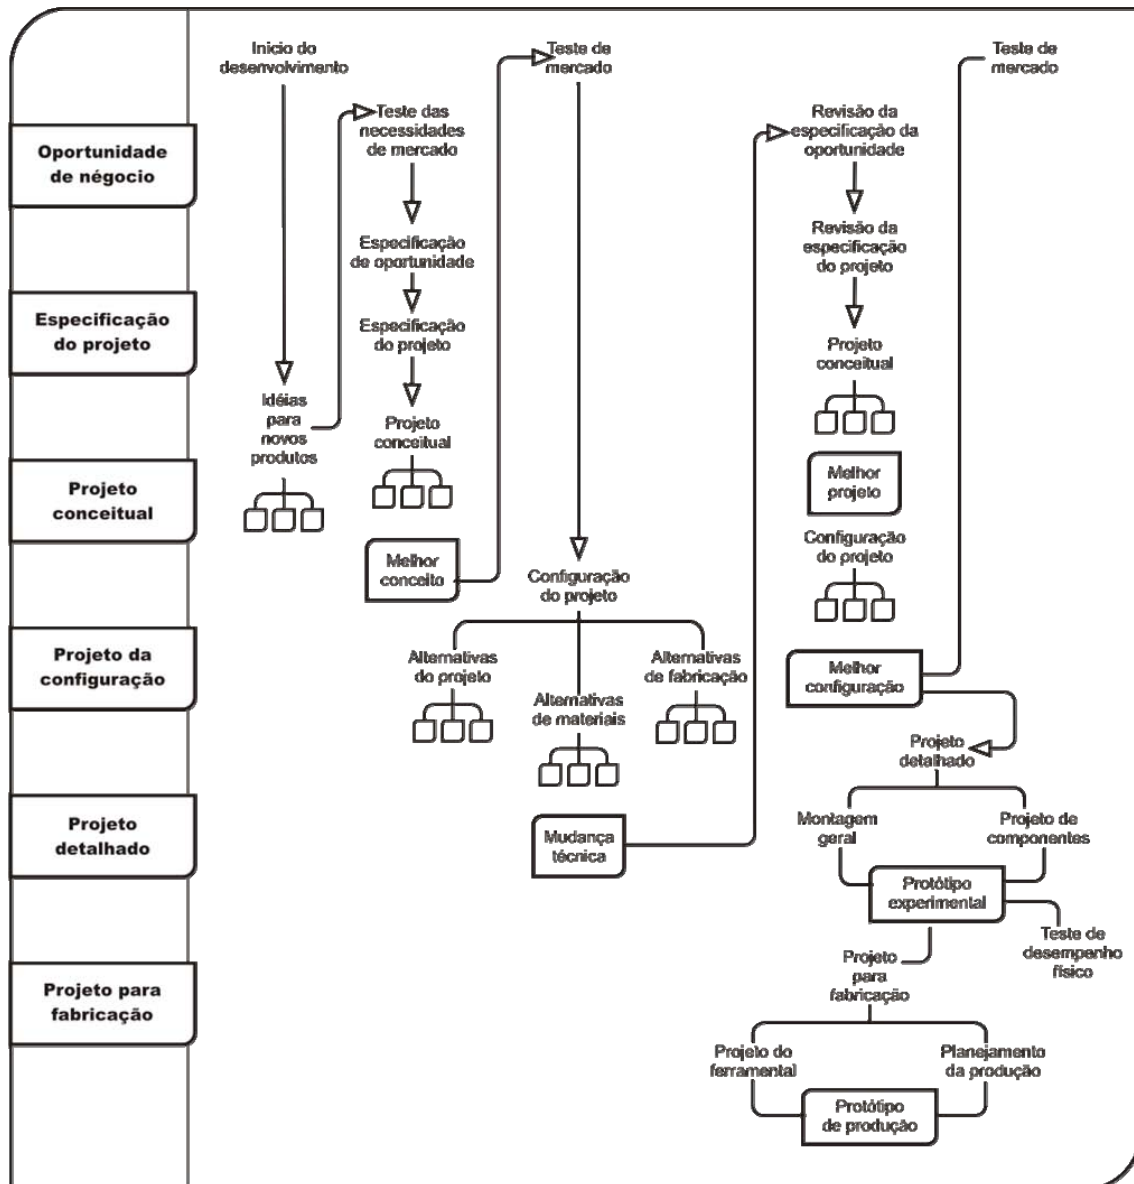 Oportunidade
de négocio
Especificação
do projeto
Projeto
conceitual
Projeto da
configuração
Projeto
detalhado
Projeto para
fabricação
Inicio do
desenvolvimento
Idéias
para
novos
produtos
Teste das
necessidades
de mercado
Especificação
de oportunidade
Especificação
do projeto
Projeto
conceitual
Melhor
conceito
Teste de
mercado
Configuração
do projeto
Alternativas
do projeto
Alternativas
de materiais
Alternativas
de fabricação
Mudança
técnica
Revisão da
especificação da
oportunidade
Revisão da
especificação
do projeto
Projeto
conceitual
Melhor
projeto
Configuração
do projeto
Melhor
configuração
Teste de
mercado
Projeto
detalhado
Montagem
geral
Projeto de
componentes
Protótipo
experimental
Teste de
desempenho
físico
Projeto
para
fabricação
Projeto do
ferramental
Planejamento
da produção
Protótipo
de produção